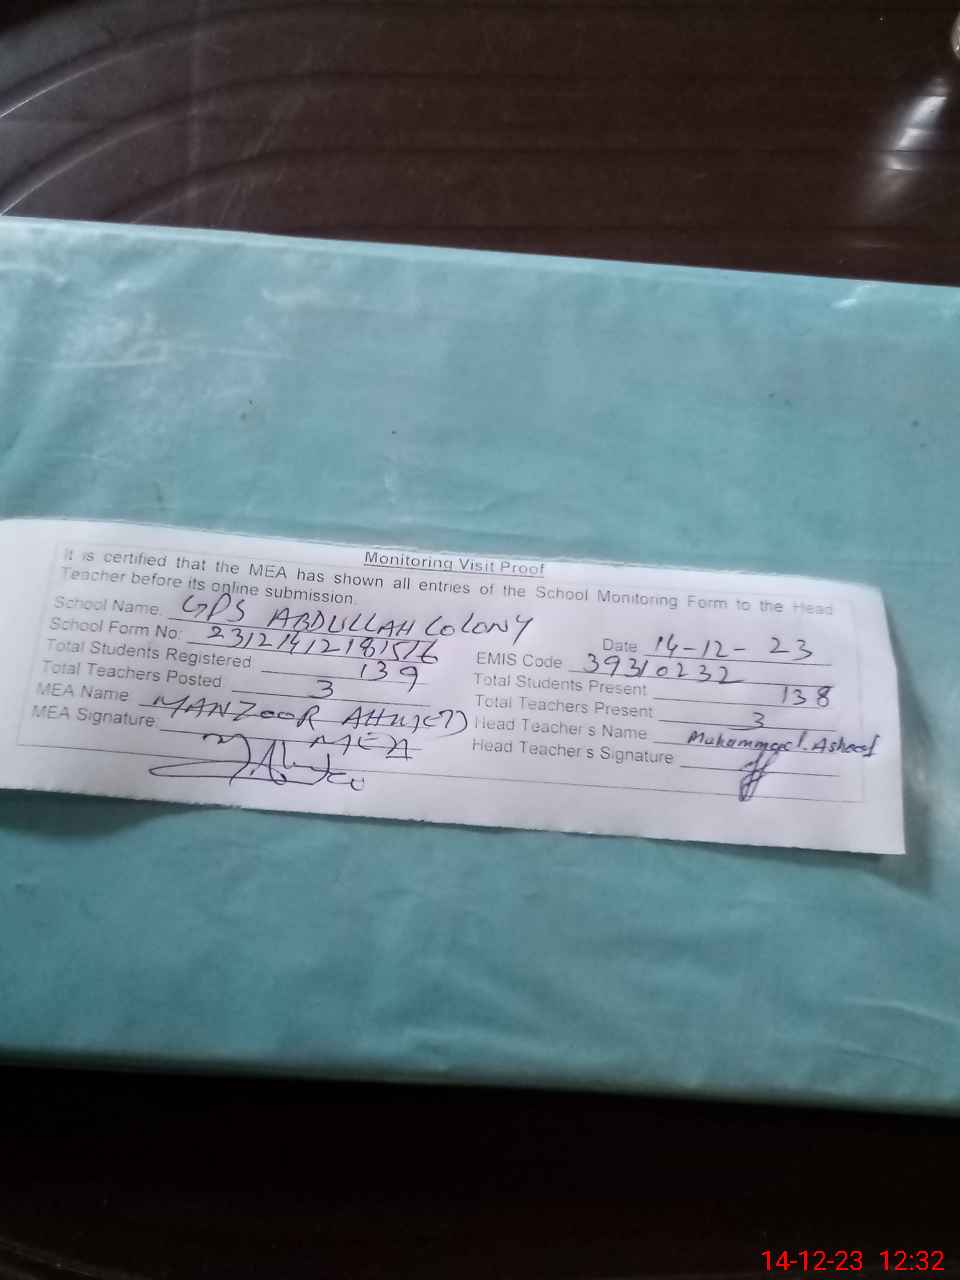 Monitoring Visit Proof
It is certified that the MEA has shown all entries of the School Monitoring Form to the Head
Teacher before its online submission.
School Name. GPS ABDULLAH COLONY
Date 14-12-23
School Form No: 23121412181516
EMIS Code 39310232
Total Students Registered 139
Total Students Present 138
Total Teachers Posted 3
Total Teachers Present 3
MEA Name MANZOOR AHMED
Head Teacher's Name Muhammad. Ashraf
MEA Signature MEA
Head Teacher's Signature
14-12-23 12:32